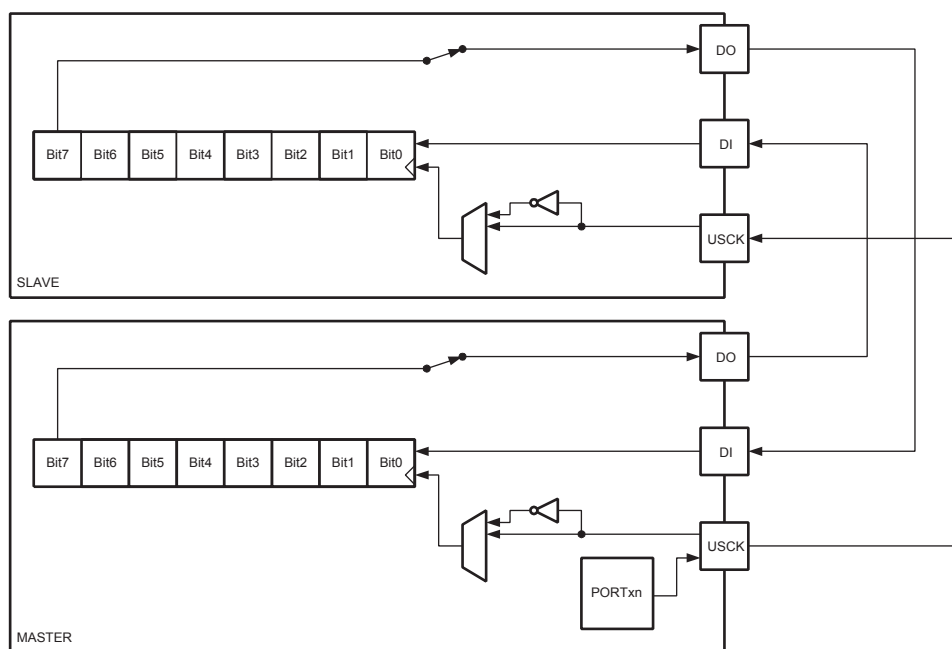 DO
Bit7 Bit6 Bit5 Bit4 Bit3 Bit2 Bit1 Bit0
DI
USCK
SLAVE
DO
Bit7 Bit6 Bit5 Bit4 Bit3 Bit2 Bit1 Bit0
DI
USCK
PORTxn
MASTER